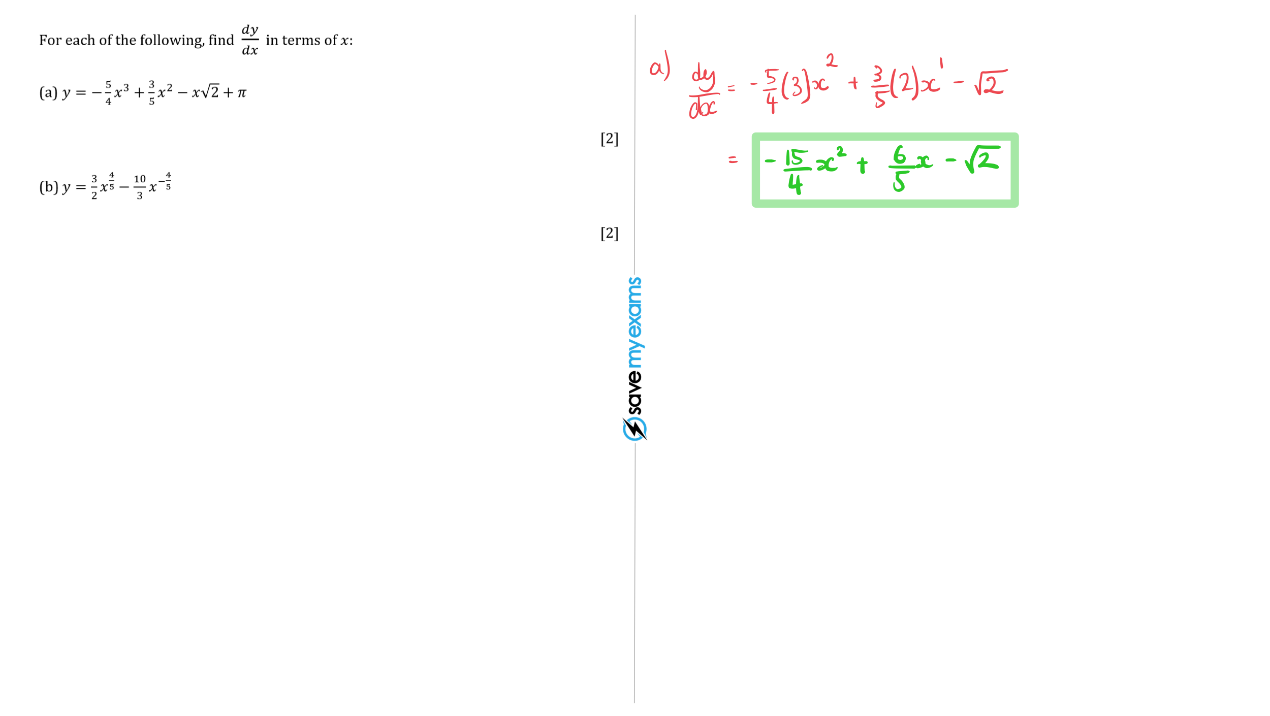 For each of the following, find dy/dx in terms of x:
(a) y = −5/4 x³ + 3/5 x² − x√2 + π
[2]
(b) y = 3/2 x^(4/5) − 10/3 x^(−4/5)
[2]
save my exams
a) dy/dx = -5/4(3)x² + 3/5(2)x¹ - √2
= -15/4 x² + 6/5 x - √2